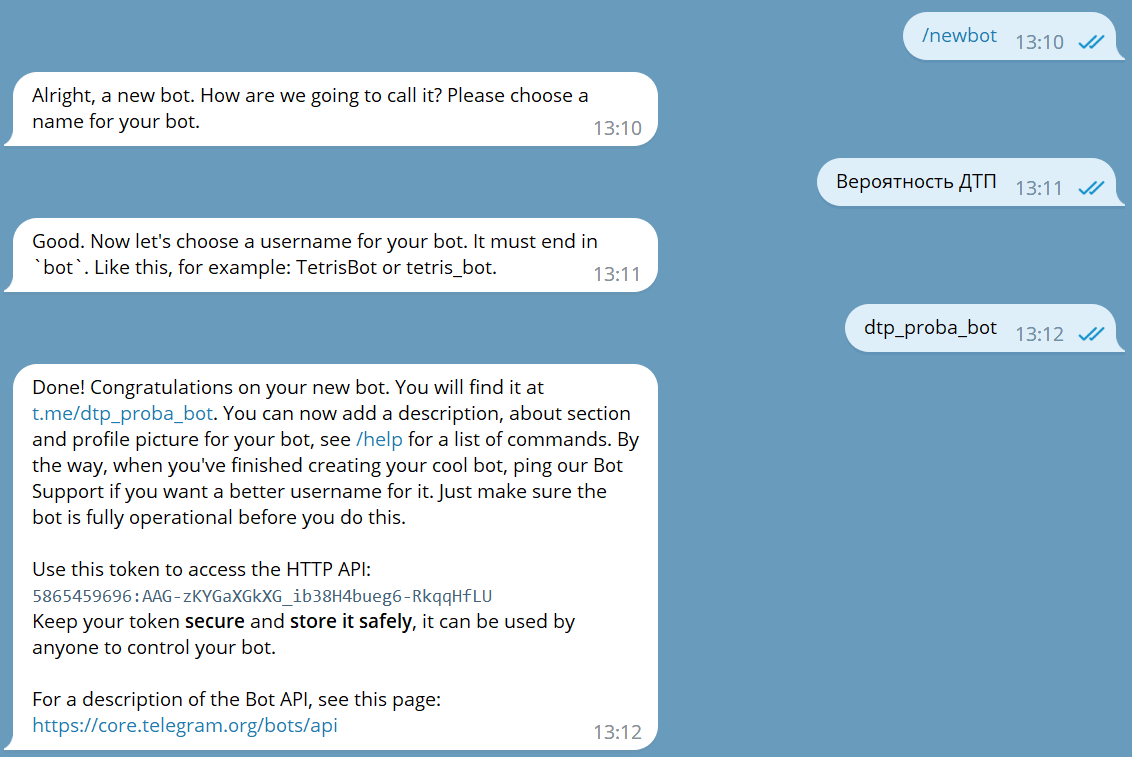 /newbot 13:10
Alright, a new bot. How are we going to call it? Please choose a
name for your bot.
13:10
Вероятность ДТП 13:11
Good. Now let's choose a username for your bot. It must end in
`bot`. Like this, for example: TetrisBot or tetris_bot.
13:11
dtp_proba_bot 13:12
Done! Congratulations on your new bot. You will find it at
t.me/dtp_proba_bot. You can now add a description, about section
and profile picture for your bot, see /help for a list of commands. By
the way, when you've finished creating your cool bot, ping our Bot
Support if you want a better username for it. Just make sure the
bot is fully operational before you do this.
Use this token to access the HTTP API:
5865459696:AAG-zKYGaXGkXG_ib38H4bueg6-RkqqHfLU
Keep your token secure and store it safely, it can be used by
anyone to control your bot.
For a description of the Bot API, see this page:
https://core.telegram.org/bots/api
13:12